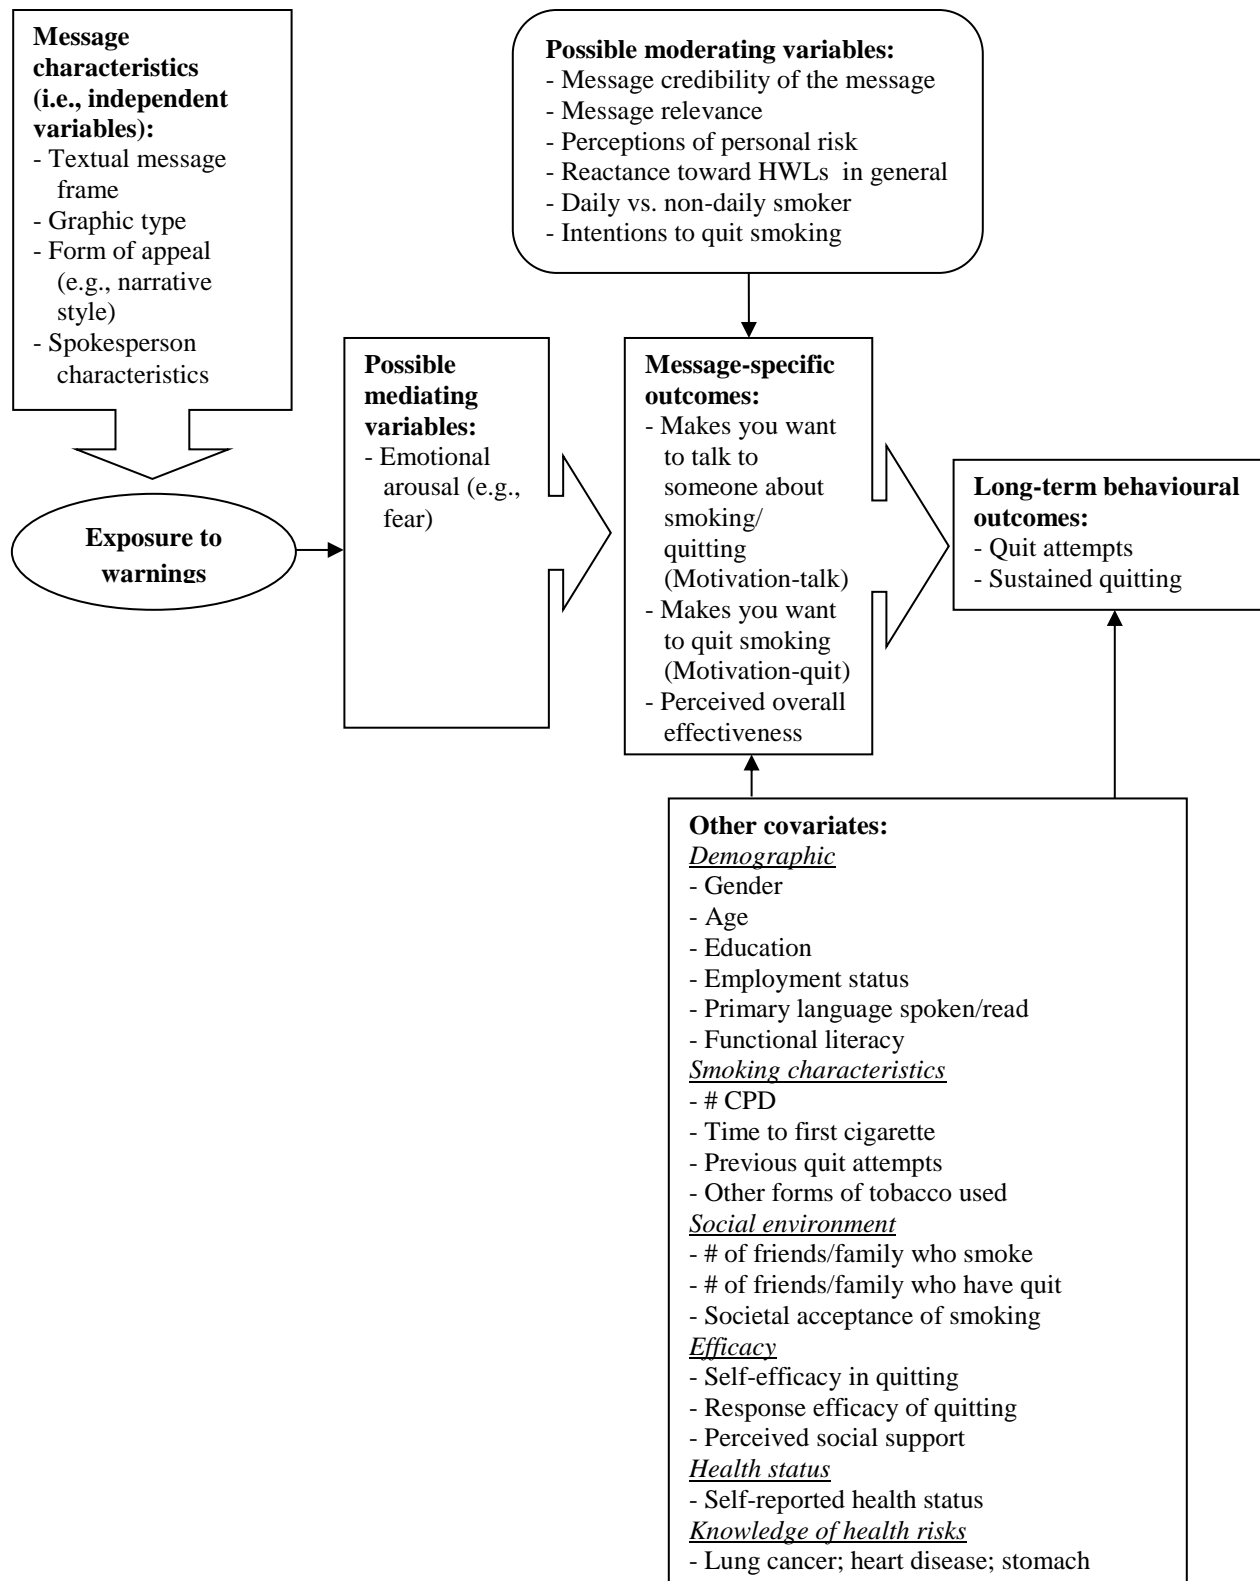 Message
characteristics
(i.e., independent
variables):
- Textual message
frame
- Graphic type
- Form of appeal
(e.g., narrative
style)
- Spokesperson
characteristics
Possible moderating variables:
- Message credibility of the message
- Message relevance
- Perceptions of personal risk
- Reactance toward HWLs in general
- Daily vs. non-daily smoker
- Intentions to quit smoking
Exposure to
warnings
Possible
mediating
variables:
- Emotional
arousal (e.g.,
fear)
Message-specific
outcomes:
- Makes you want
to talk to
someone about
smoking/
quitting
(Motivation-talk)
- Makes you want
to quit smoking
(Motivation-quit)
- Perceived overall
effectiveness
Long-term behavioural
outcomes:
- Quit attempts
- Sustained quitting
Other covariates:
Demographic
- Gender
- Age
- Education
- Employment status
- Primary language spoken/read
- Functional literacy
Smoking characteristics
- # CPD
- Time to first cigarette
- Previous quit attempts
- Other forms of tobacco used
Social environment
- # of friends/family who smoke
- # of friends/family who have quit
- Societal acceptance of smoking
Efficacy
- Self-efficacy in quitting
- Response efficacy of quitting
- Perceived social support
Health status
- Self-reported health status
Knowledge of health risks
- Lung cancer; heart disease; stomach